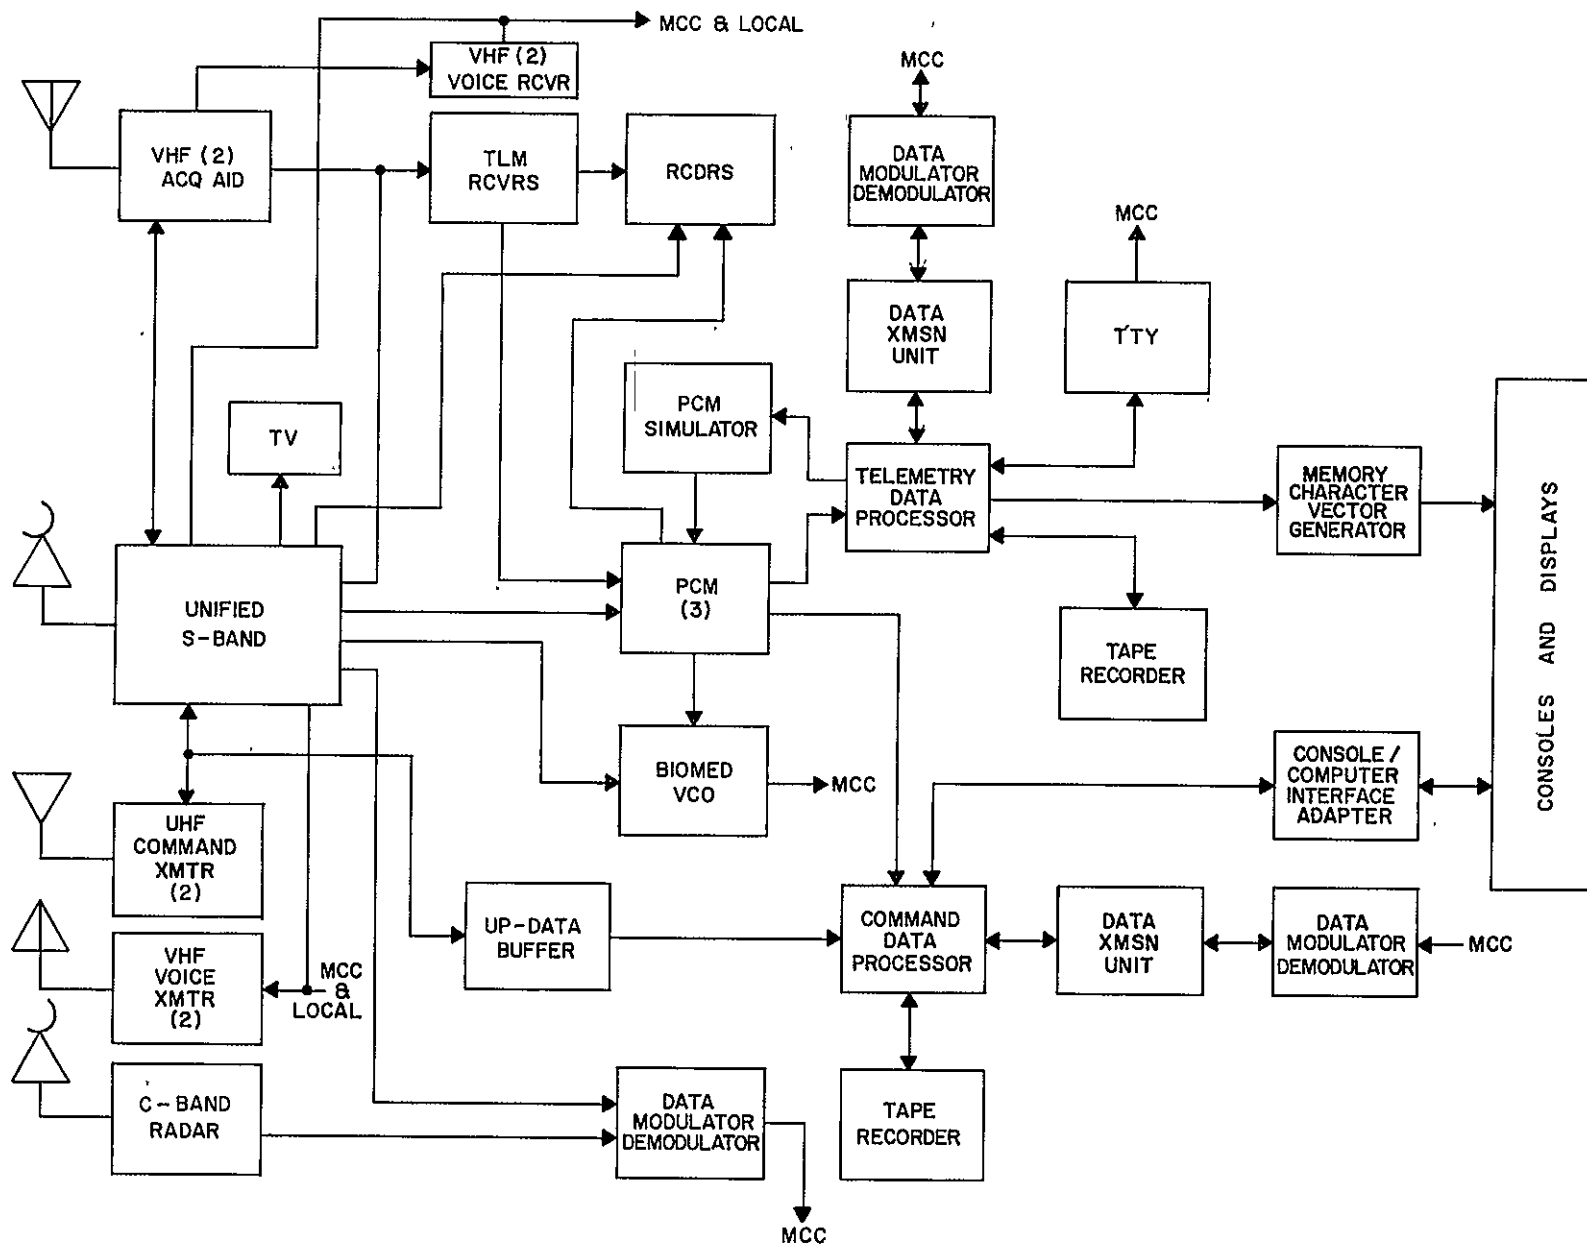 MCC & LOCAL
VHF (2)
VOICE RCVR
MCC
VHF (2)
ACQ AID
TLM
RCVRS
RCDRS
DATA
MODULATOR
DEMODULATOR
MCC
DATA
XMSN
UNIT
TTY
PCM
SIMULATOR
TV
TELEMETRY
DATA
PROCESSOR
MEMORY
CHARACTER
VECTOR
GENERATOR
CONSOLES AND DISPLAYS
UNIFIED
S-BAND
PCM
(3)
TAPE
RECORDER
BIOMED
VCO
MCC
CONSOLE/
COMPUTER
INTERFACE
ADAPTER
UHF
COMMAND
XMTR
(2)
UP-DATA
BUFFER
COMMAND
DATA
PROCESSOR
DATA
XMSN
UNIT
DATA
MODULATOR
DEMODULATOR
MCC
VHF
VOICE
XMTR
(2)
MCC
&
LOCAL
C-BAND
RADAR
DATA
MODULATOR
DEMODULATOR
TAPE
RECORDER
MCC